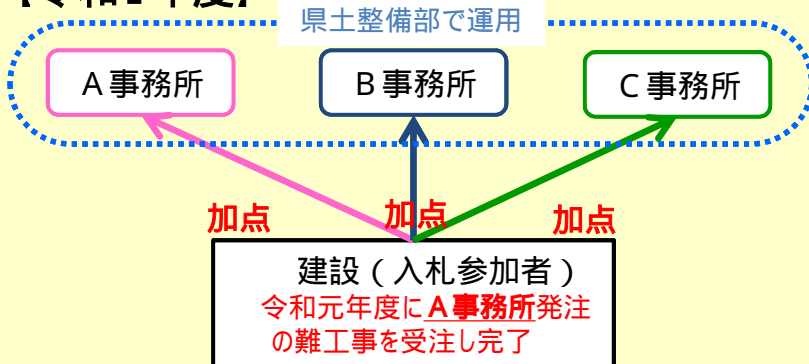 県土整備部で運用
A事務所
B事務所
C事務所
加点
加点
加点
建設(入札参加者)
令和元年度にA事務所発注
の難工事を受注し完了